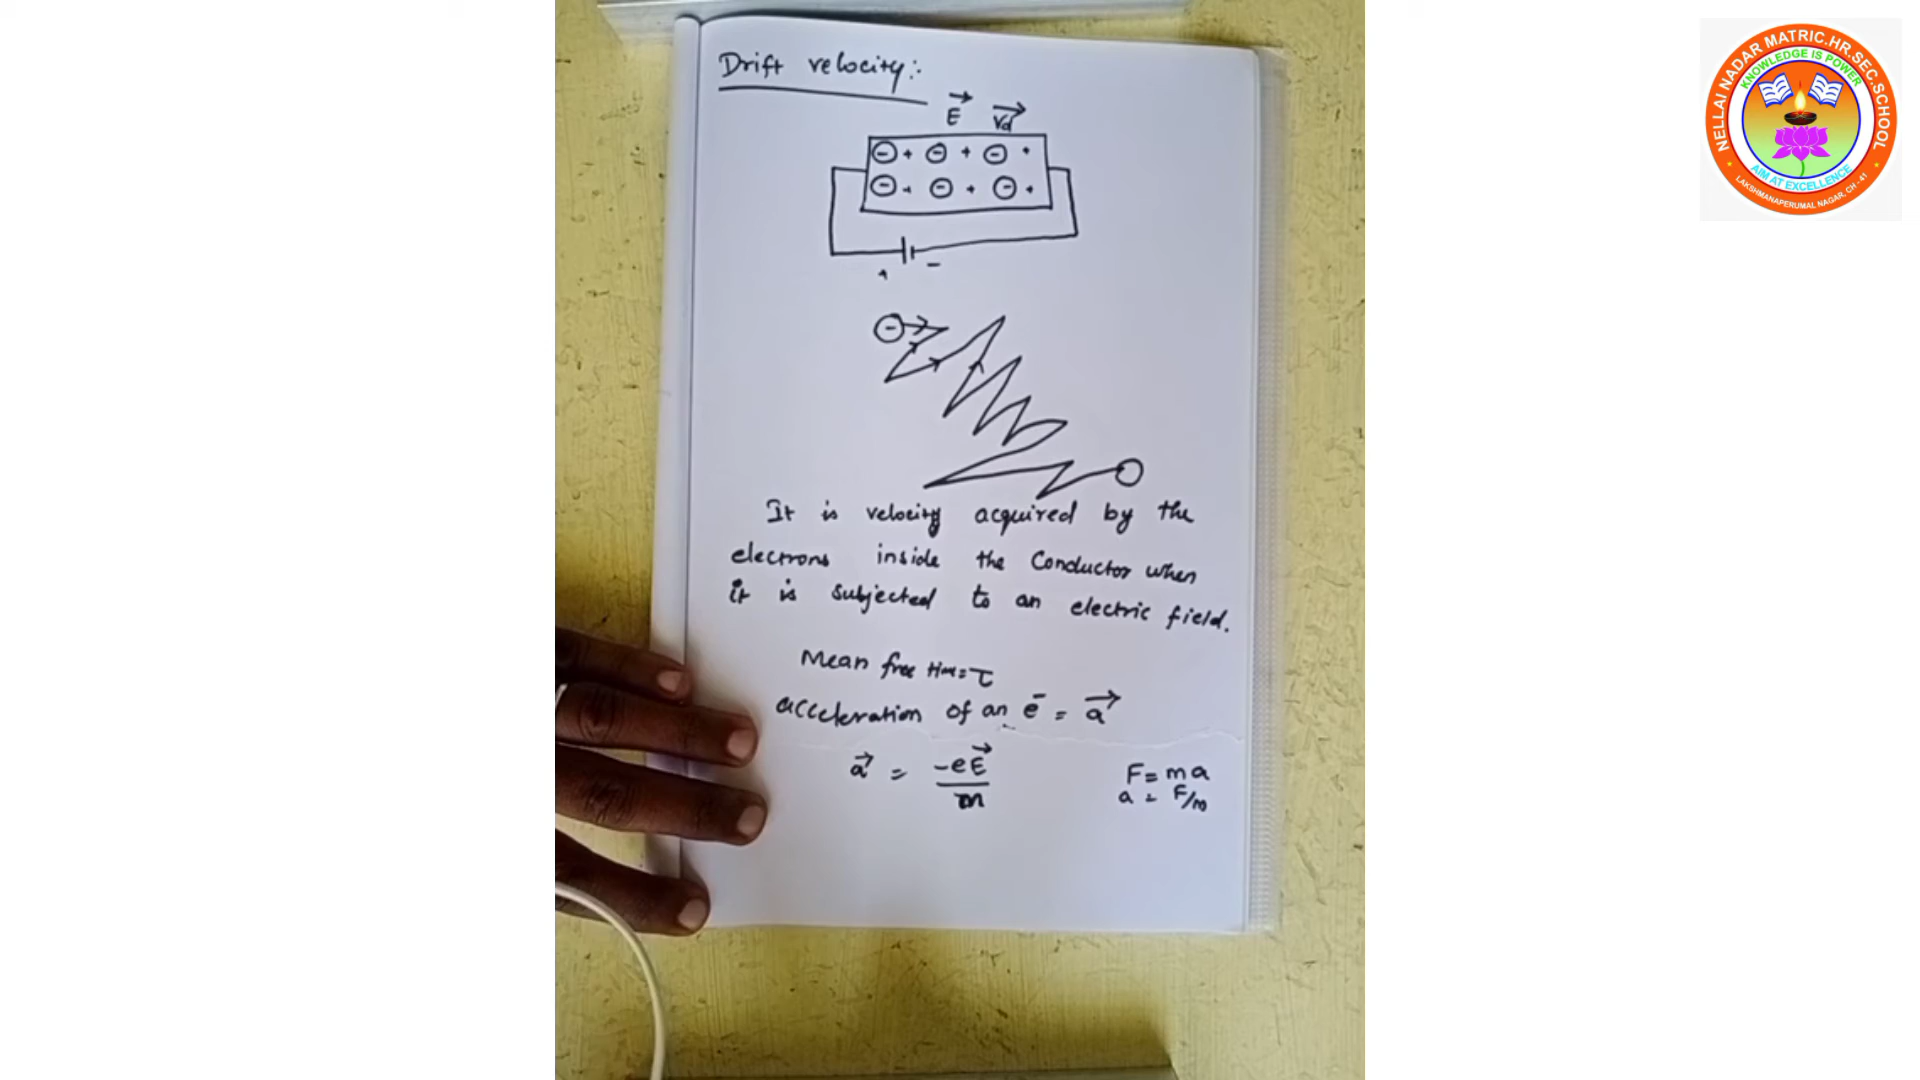 Drift velocity:-
E Vd
- + - + - +
- + - + - +
+ -
-
It is velocity acquired by the
electrons inside the Conductor when
it is subjected to an electric field.
Mean free time = τ
acceleration of an e⁻ = a
a = -eE/m
F = ma
a = F/m
NELLAI NADAR MATRIC.HR.SEC.SCHOOL
KNOWLEDGE IS POWER
AIM AT EXCELLENCE
LAKSHMANAPERUMAL NAGAR, CH - 41